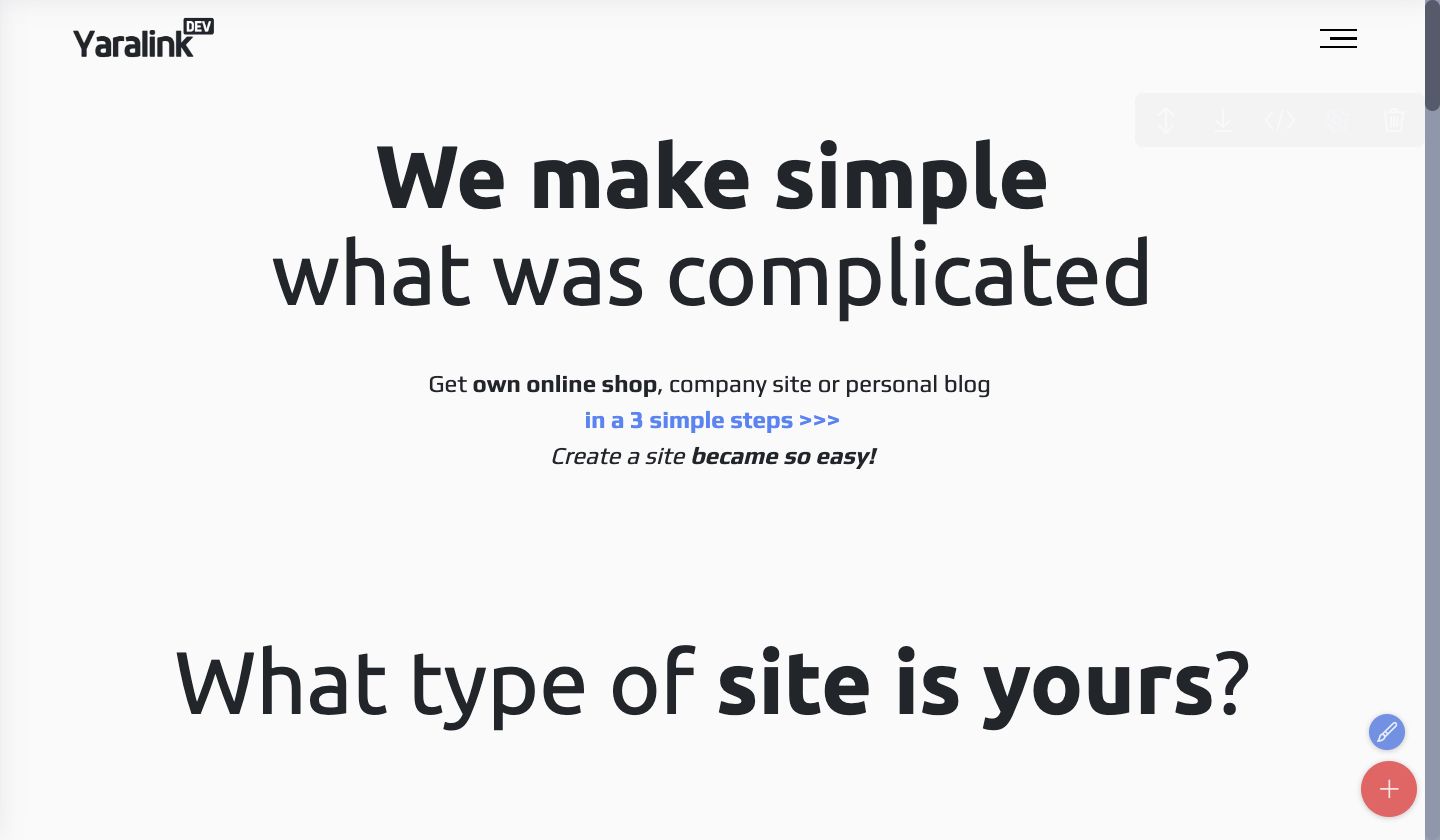 Yaralink DEV
We make simple
what was complicated
Get own online shop, company site or personal blog
in a 3 simple steps >>>
Create a site became so easy!
What type of site is yours?